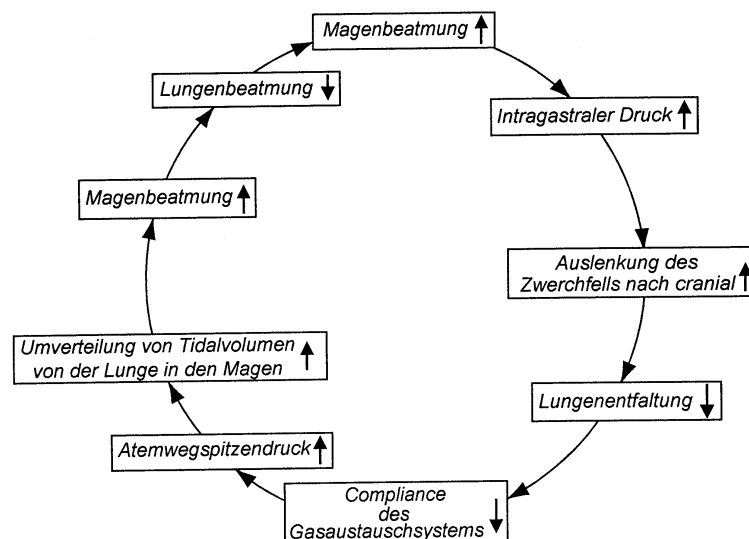 Magenbeatmung ↑
Intragastraler Druck ↑
Auslenkung des
Zwerchfells nach cranial ↑
Lungenentfaltung ↓
Compliance
des
Gasaustauschsystems ↓
Atemwegspitzendruck ↑
Umverteilung von Tidalvolumen
von der Lunge in den Magen ↑
Magenbeatmung ↑
Lungenbeatmung ↓